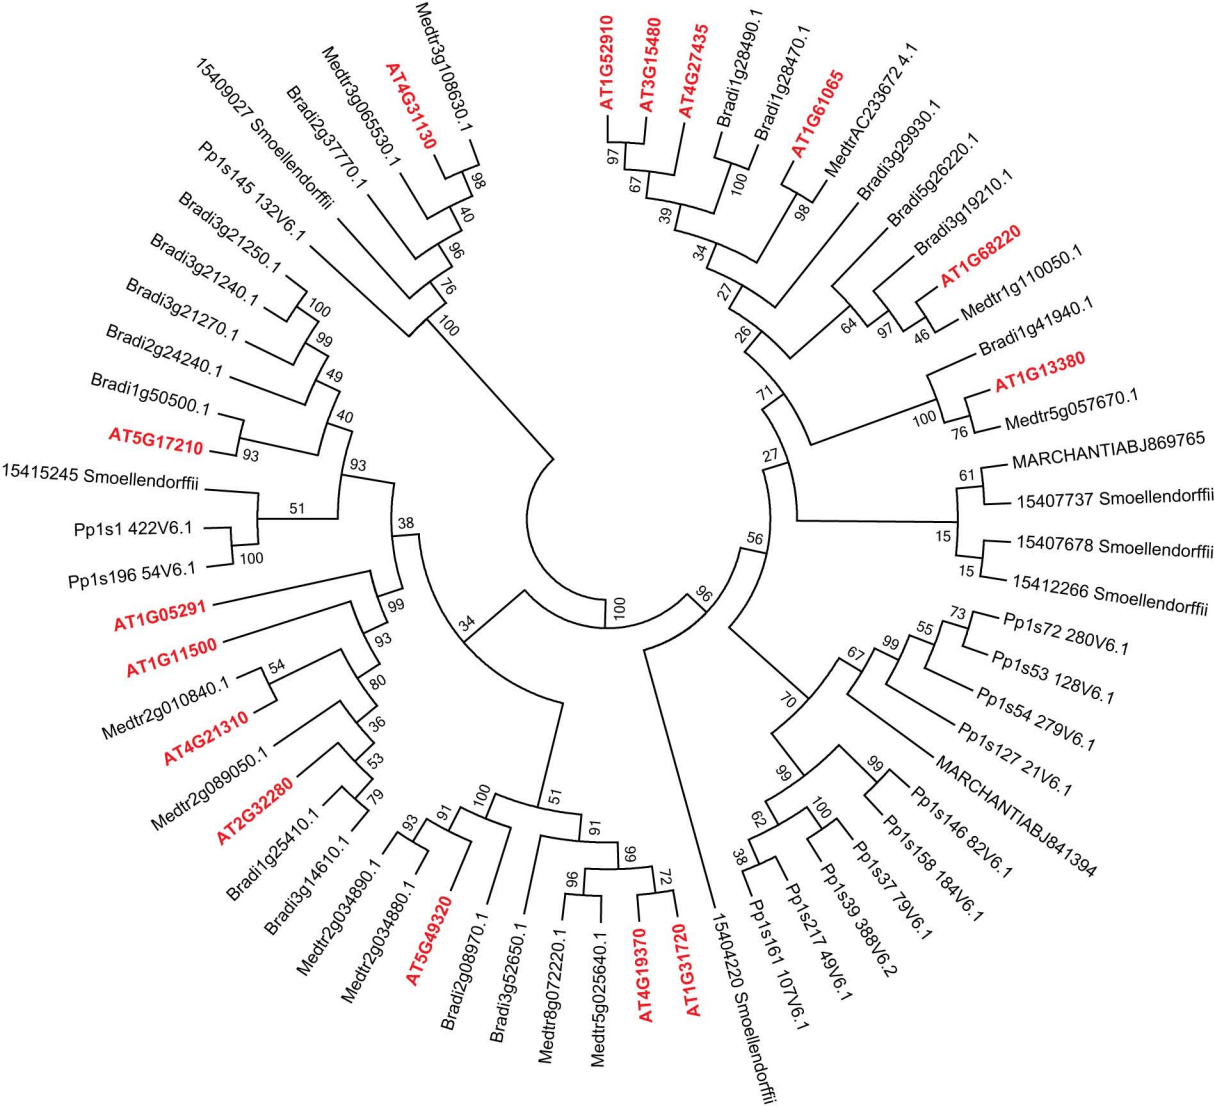 AT1G52910
AT3G15480
AT4G27435
Bradi1g28490.1
Bradi1g28470.1
AT1G61065
MedtrAC233672 4.1
Bradi3g29930.1
Bradi5g26220.1
Bradi3g19210.1
AT1G68220
Medtr1g110050.1
Bradi1g41940.1
AT1G13380
Medtr5g057670.1
MARCHANTIABJ869765
15407737 Smoellendorffii
15407678 Smoellendorffii
15412266 Smoellendorffii
Pp1s72 280V6.1
Pp1s53 128V6.1
Pp1s54 279V6.1
Pp1s127 21V6.1
MARCHANTIABJ841394
Pp1s146 82V6.1
Pp1s158 184V6.1
Pp1s37 79V6.1
Pp1s39 388V6.2
Pp1s217 49V6.1
Pp1s161 107V6.1
15404220 Smoellendorffii
AT1G31720
AT4G19370
Medtr5g025640.1
Medtr8g072220.1
Bradi3g52650.1
Bradi2g08970.1
AT5G49320
Medtr2g034880.1
Medtr2g034890.1
Bradi3g14610.1
Bradi1g25410.1
AT2G32280
Medtr2g089050.1
AT4G21310
Medtr2g010840.1
AT1G11500
AT1G05291
Pp1s196 54V6.1
Pp1s1 422V6.1
15415245 Smoellendorffii
AT5G17210
Bradi1g50500.1
Bradi2g24240.1
Bradi3g21270.1
Bradi3g21240.1
Bradi3g21250.1
Pp1s145 132V6.1
15409027 Smoellendorffii
Bradi2g37770.1
Medtr3g065530.1
AT4G31130
Medtr3g108630.1
97
67
39
100
34
98
27
26
64
97
46
71
100
76
27
61
15
15
56
96
73
55
99
67
70
99
99
62
100
38
100
34
51
91
66
72
96
100
91
93
38
99
93
80
54
36
53
79
93
51
100
40
93
49
99
100
100
76
96
40
98